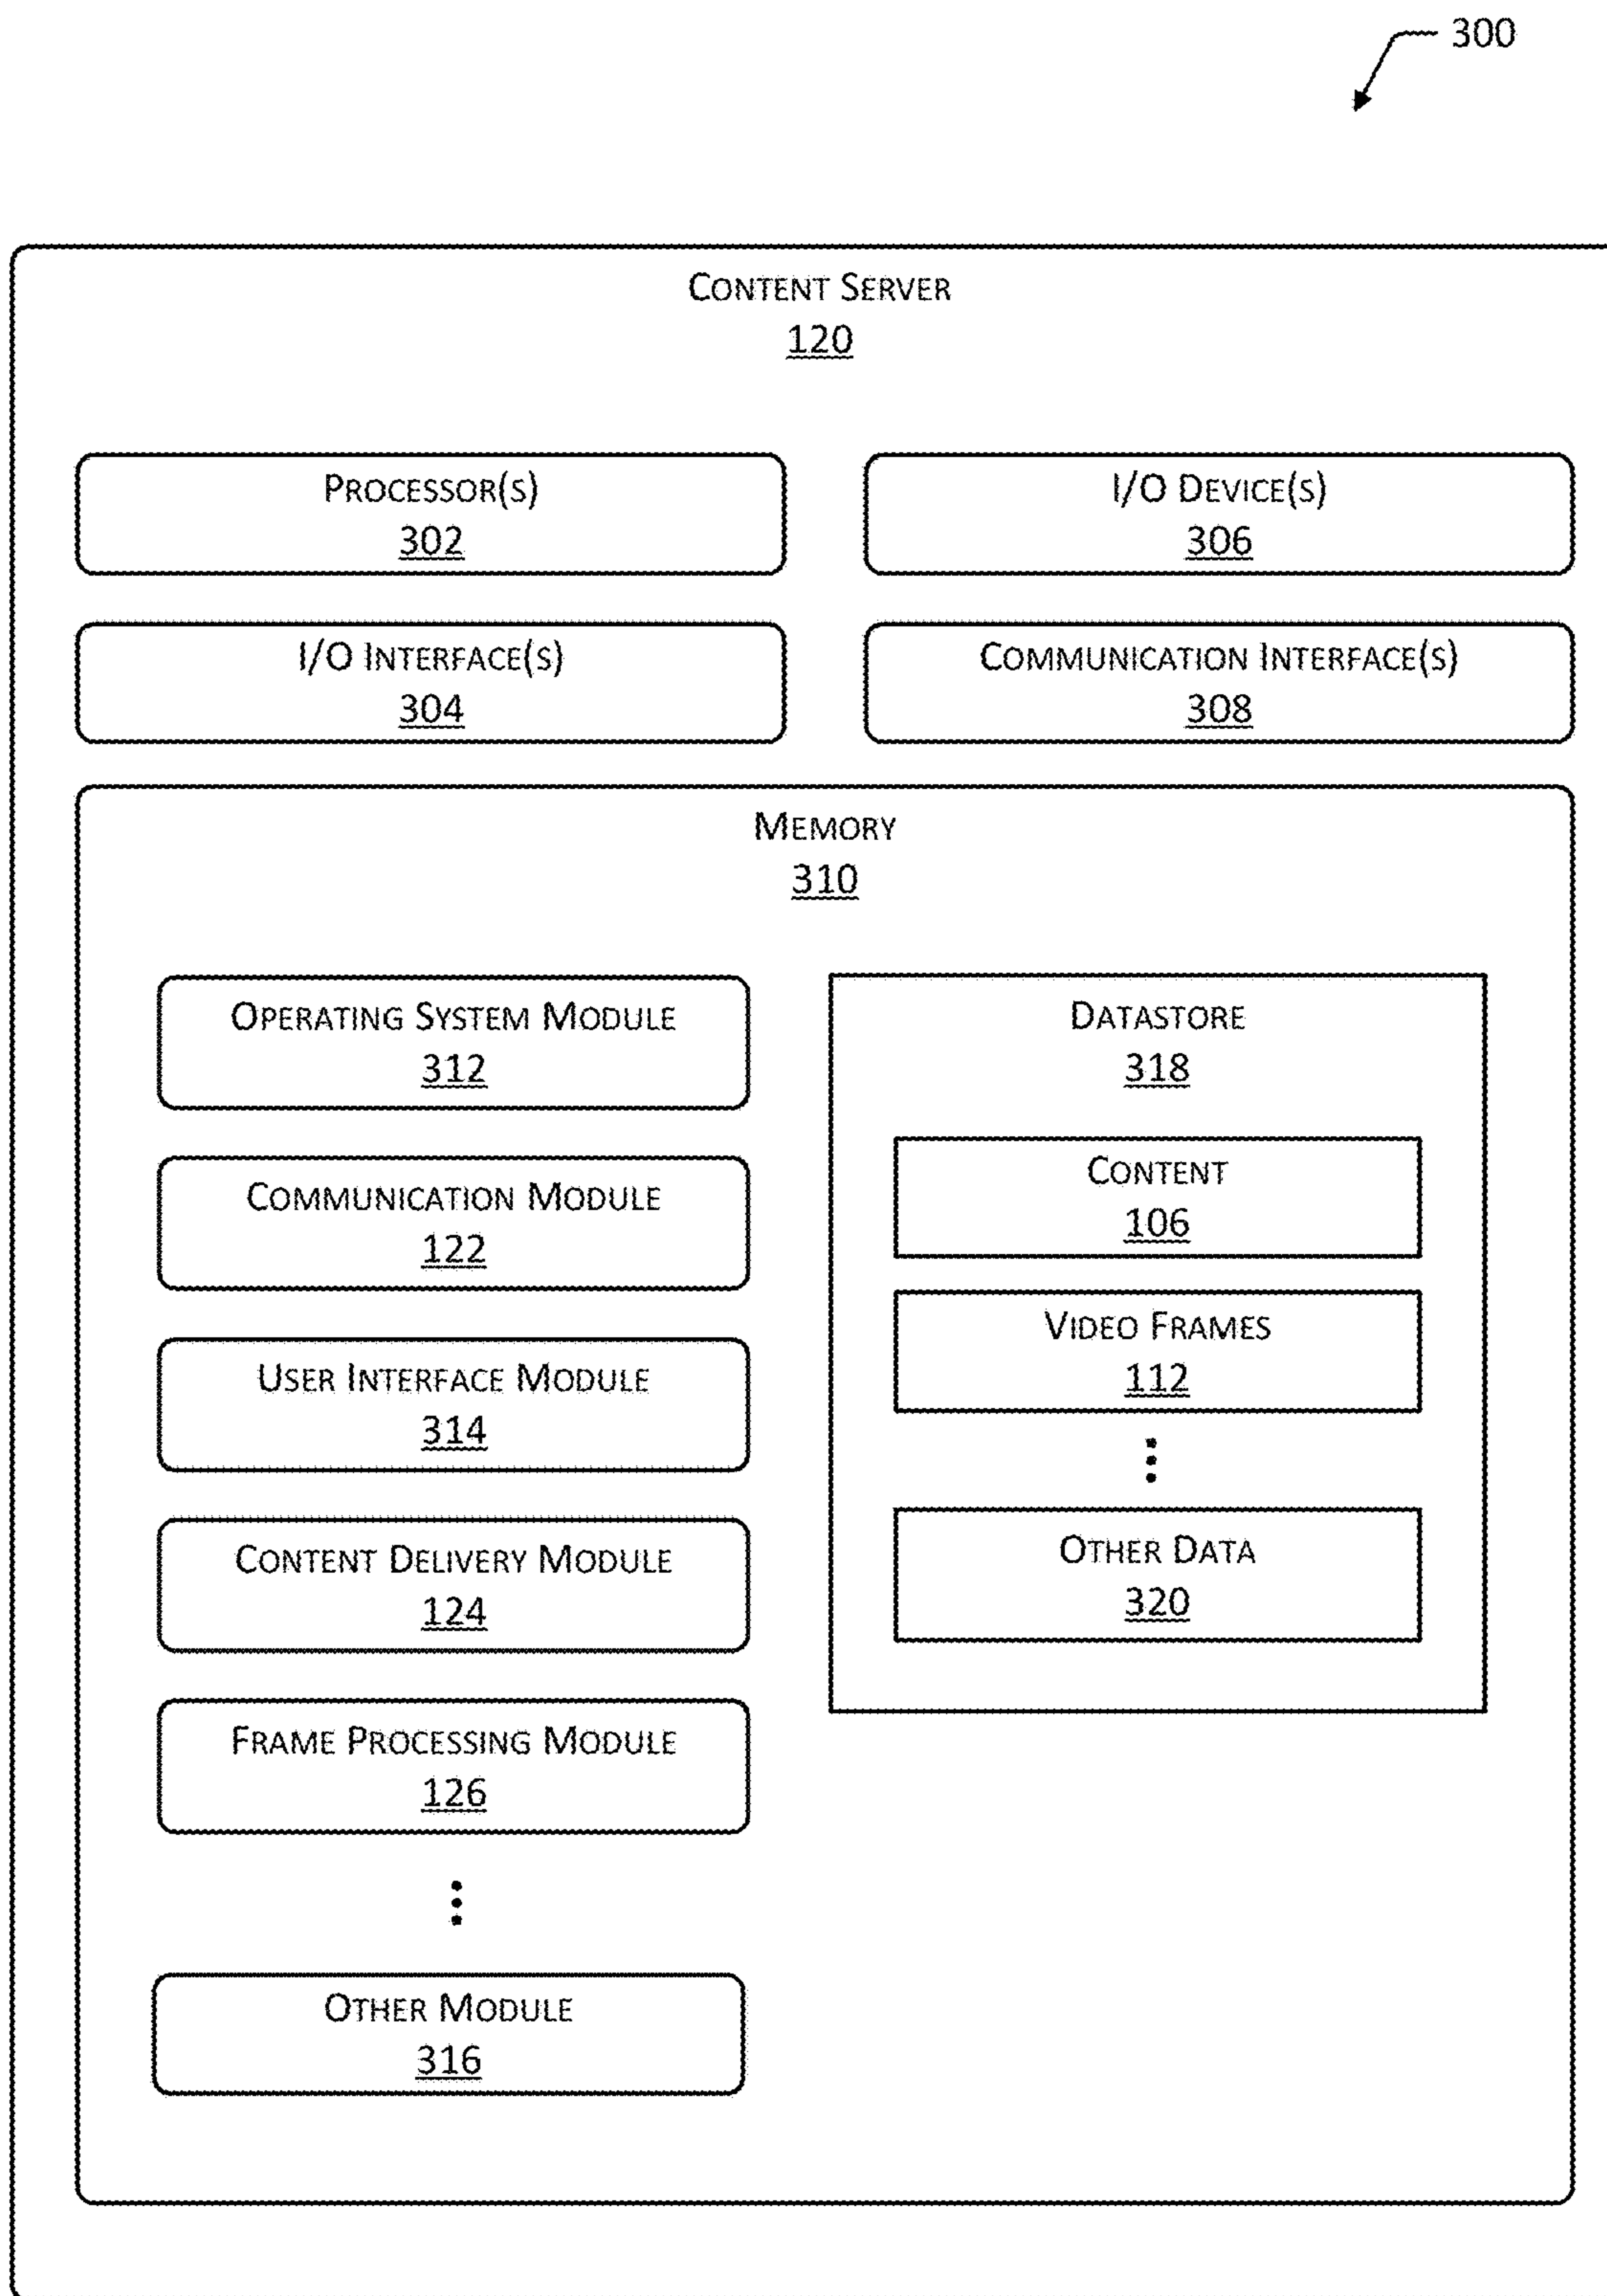 300
CONTENT SERVER
120
PROCESSOR(S)
302
I/O DEVICE(S)
306
I/O INTERFACE(S)
304
COMMUNICATION INTERFACE(S)
308
MEMORY
310
OPERATING SYSTEM MODULE
312
COMMUNICATION MODULE
122
USER INTERFACE MODULE
314
CONTENT DELIVERY MODULE
124
FRAME PROCESSING MODULE
126
OTHER MODULE
316
DATASTORE
318
CONTENT
106
VIDEO FRAMES
112
OTHER DATA
320